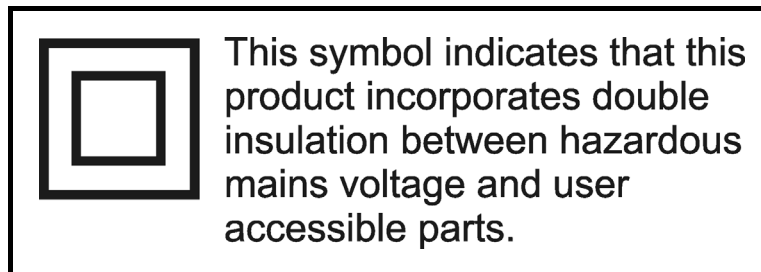 This symbol indicates that this
product incorporates double
insulation between hazardous
mains voltage and user
accessible parts.